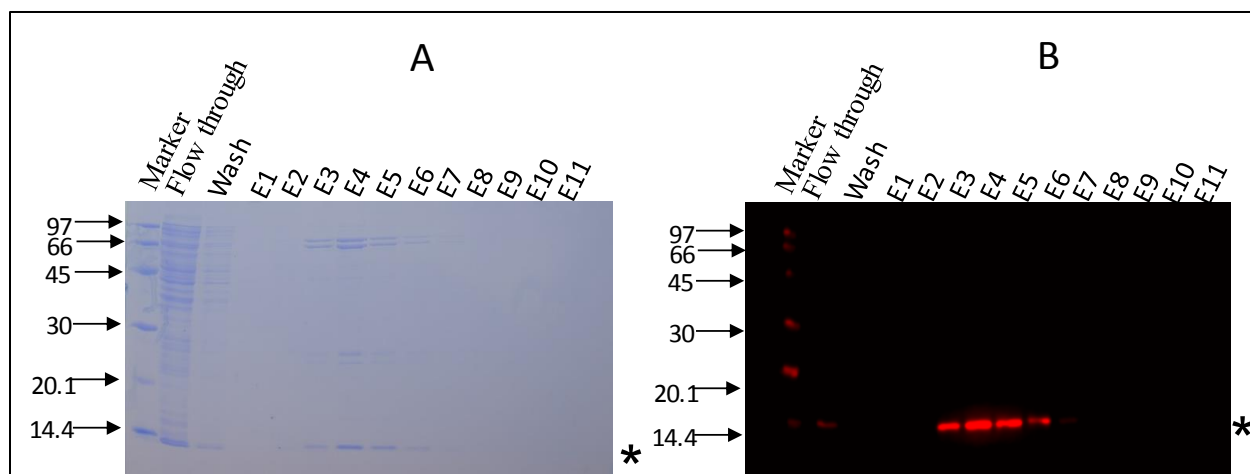 A
Marker
Flow through
Wash
E1
E2
E3
E4
E5
E6
E7
E8
E9
E10
E11
97
66
45
30
20.1
14.4
*
B
Marker
Flow through
Wash
E1
E2
E3
E4
E5
E6
E7
E8
E9
E10
E11
97
66
45
30
20.1
14.4
*